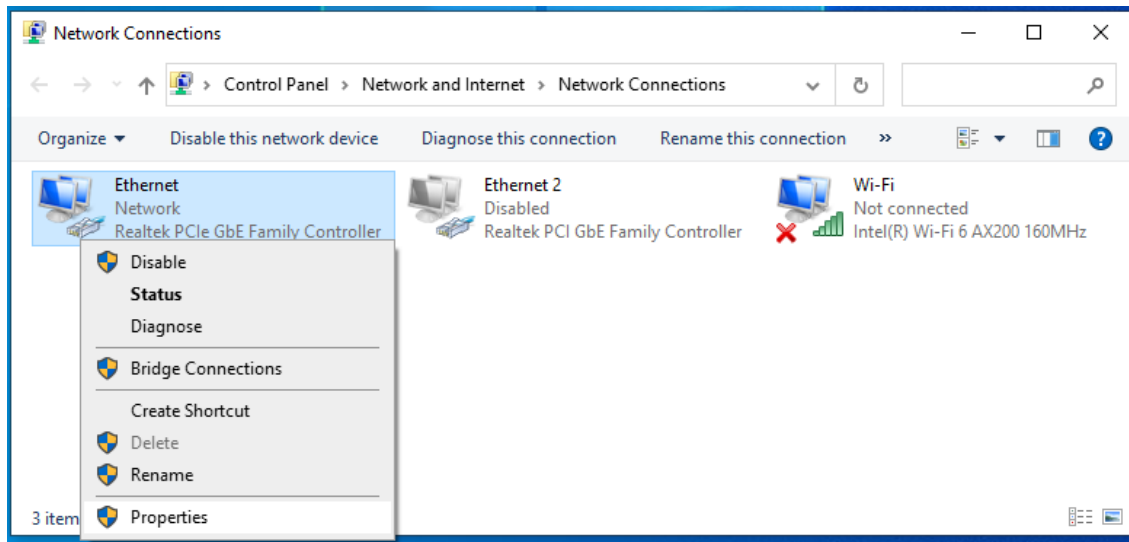 Network Connections
Control Panel > Network and Internet > Network Connections
Organize Disable this network device Diagnose this connection Rename this connection »
Ethernet
Network
Realtek PCIe GbE Family Controller
Ethernet 2
Disabled
Realtek PCI GbE Family Controller
Wi-Fi
Not connected
Intel(R) Wi-Fi 6 AX200 160MHz
Disable
Status
Diagnose
Bridge Connections
Create Shortcut
Delete
Rename
Properties
3 item